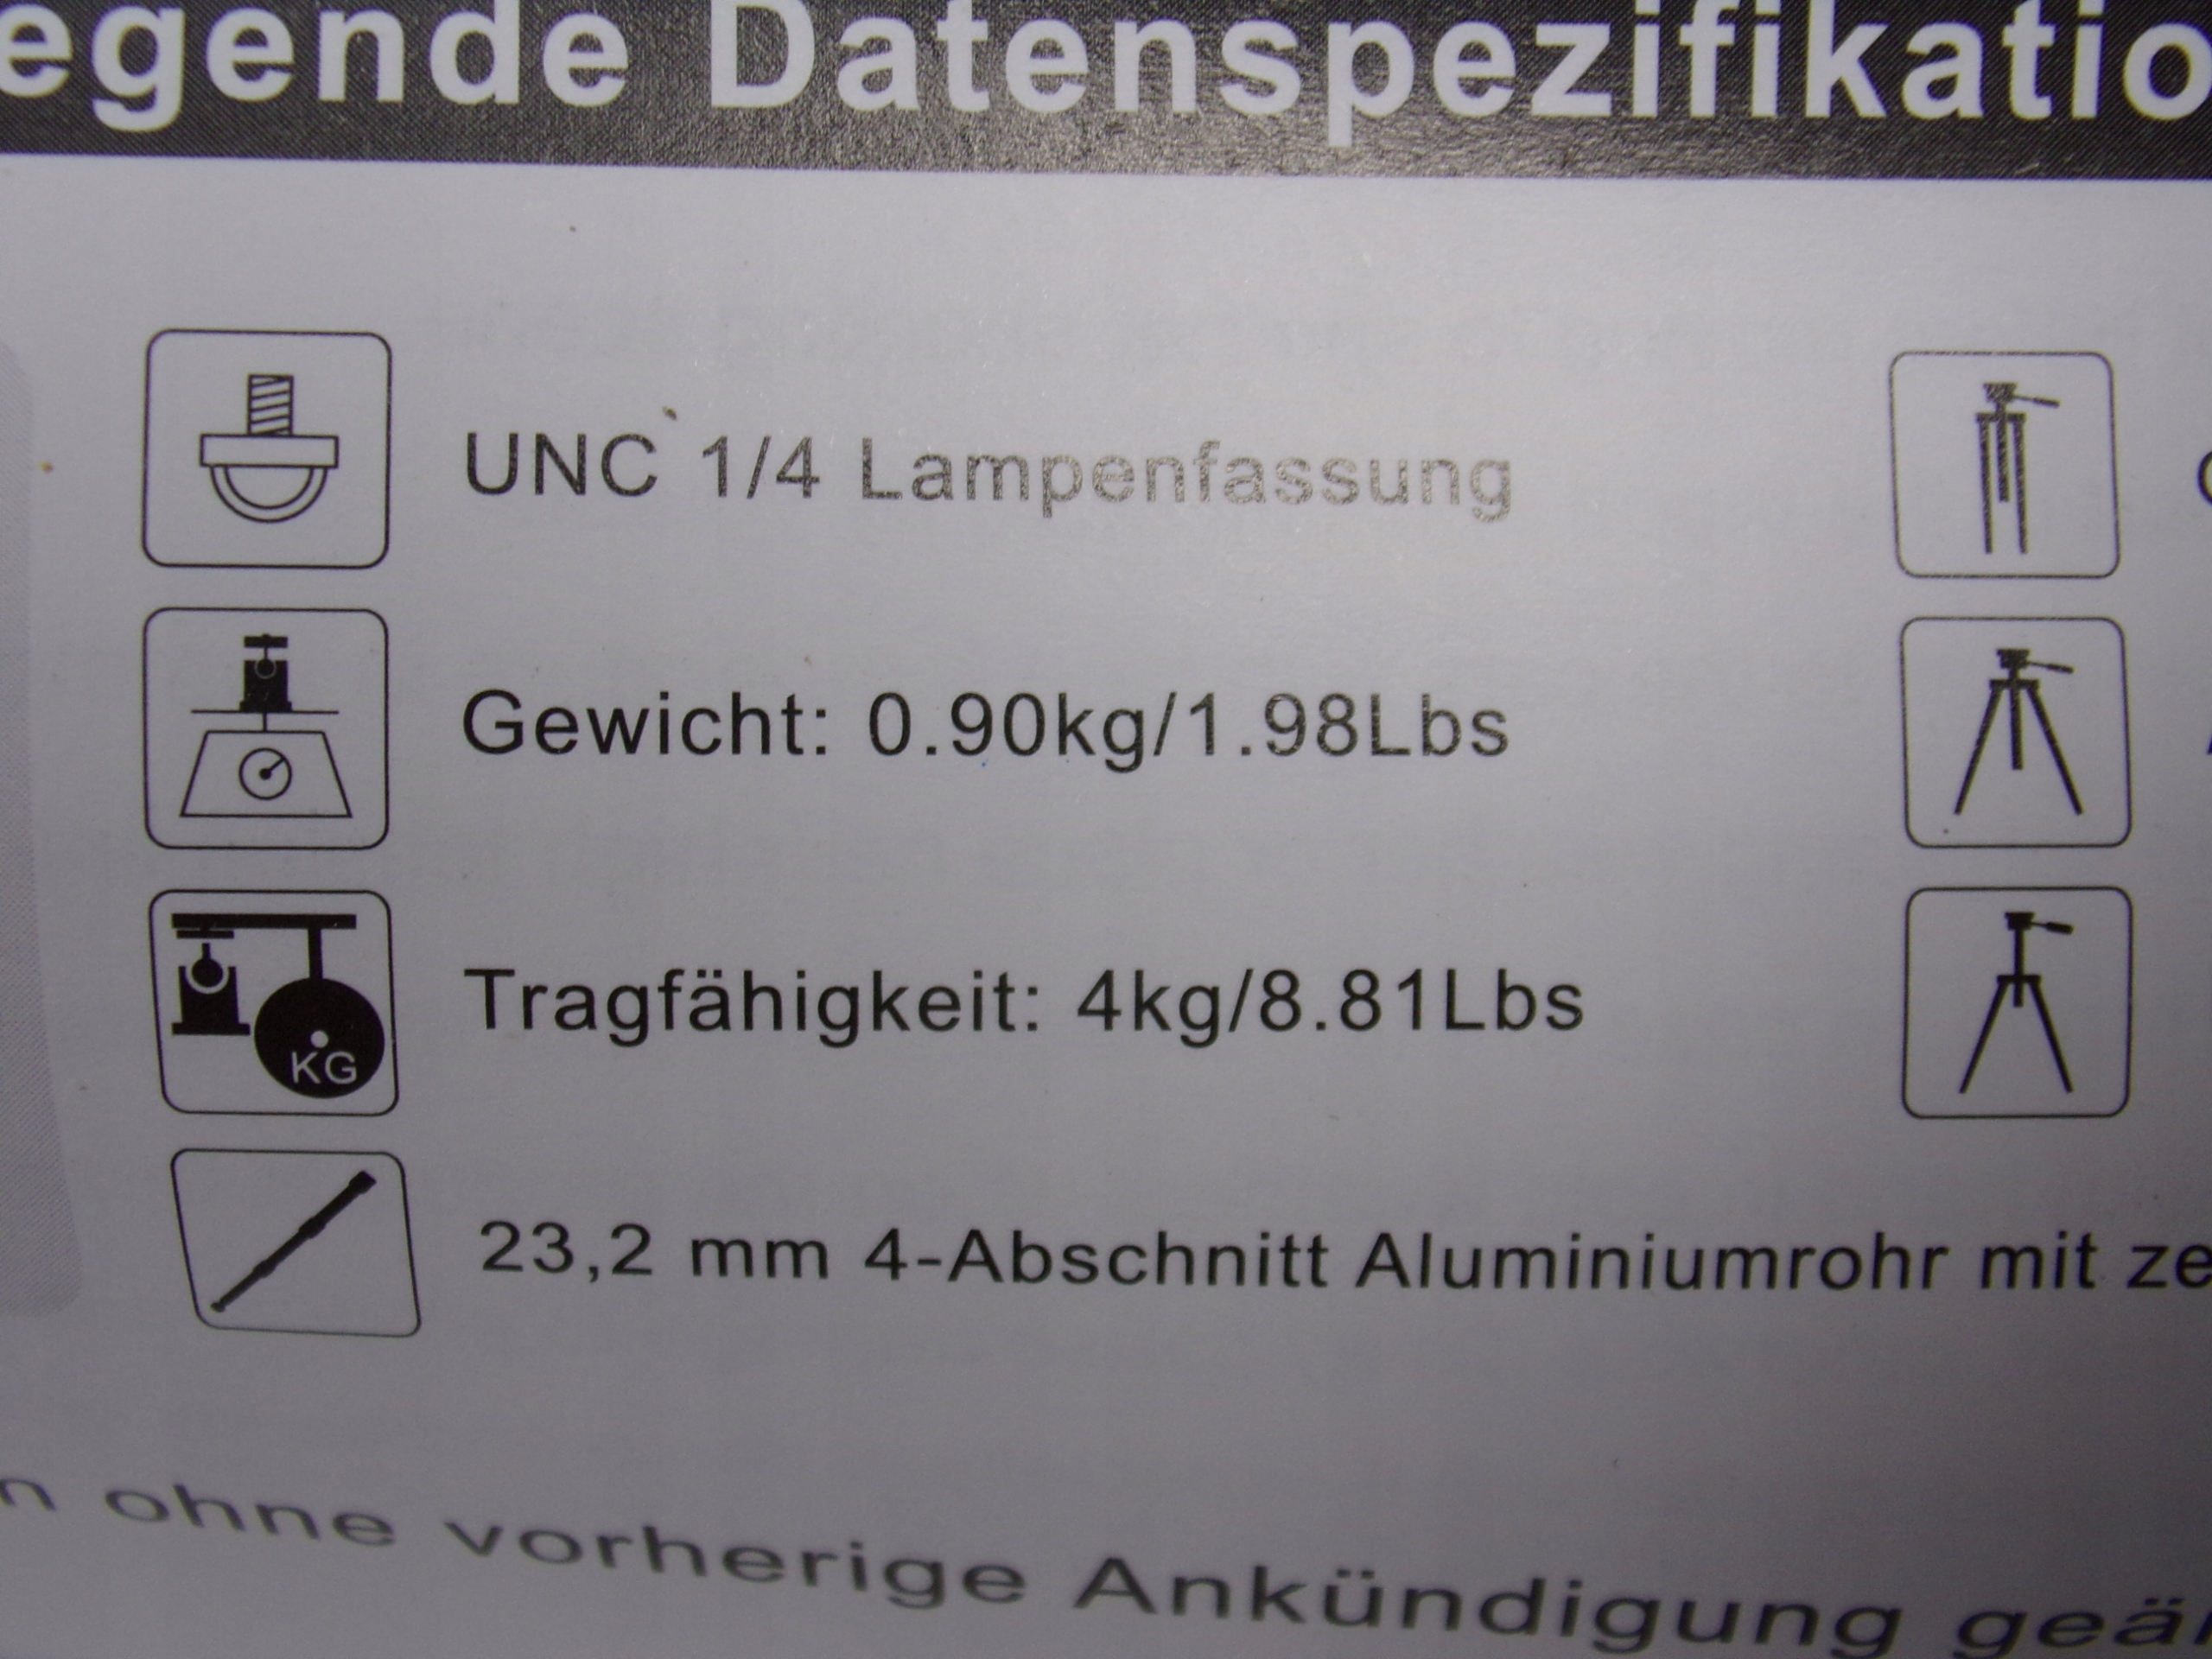 egende Datenspezifikatio
UNC 1/4 Lampenfassung
Gewicht: 0.90kg/1.98Lbs
KG
Tragfähigkeit: 4kg/8.81Lbs
23,2 mm 4-Abschnitt Aluminiumrohr mit ze
n ohne vorherige Ankündigung geä